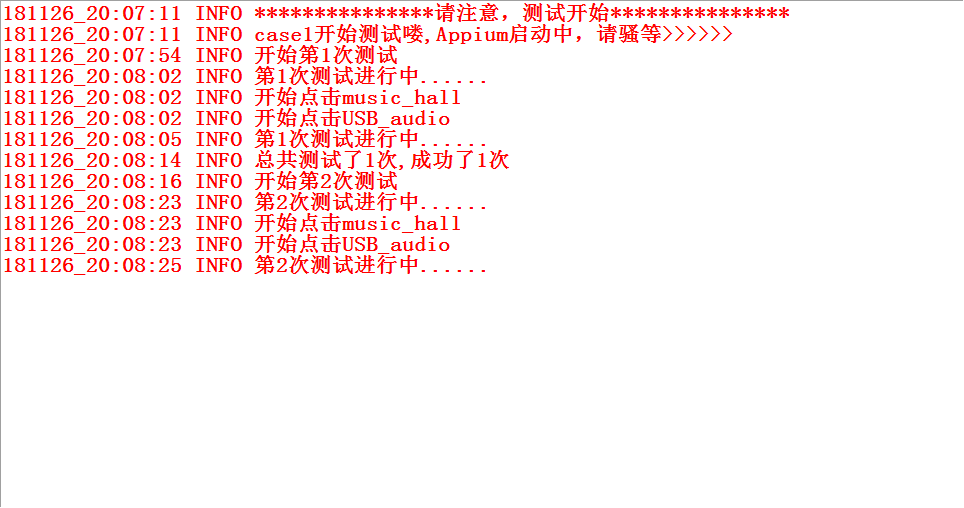 181126_20:07:11 INFO ***************请注意，测试开始***************
181126_20:07:11 INFO case1开始测试喽,Appium启动中，请骚等>>>>>>
181126_20:07:54 INFO 开始第1次测试
181126_20:08:02 INFO 第1次测试进行中......
181126_20:08:02 INFO 开始点击music_hall
181126_20:08:02 INFO 开始点击USB_audio
181126_20:08:05 INFO 第1次测试进行中......
181126_20:08:14 INFO 总共测试了1次,成功了1次
181126_20:08:16 INFO 开始第2次测试
181126_20:08:23 INFO 第2次测试进行中......
181126_20:08:23 INFO 开始点击music_hall
181126_20:08:23 INFO 开始点击USB_audio
181126_20:08:25 INFO 第2次测试进行中......